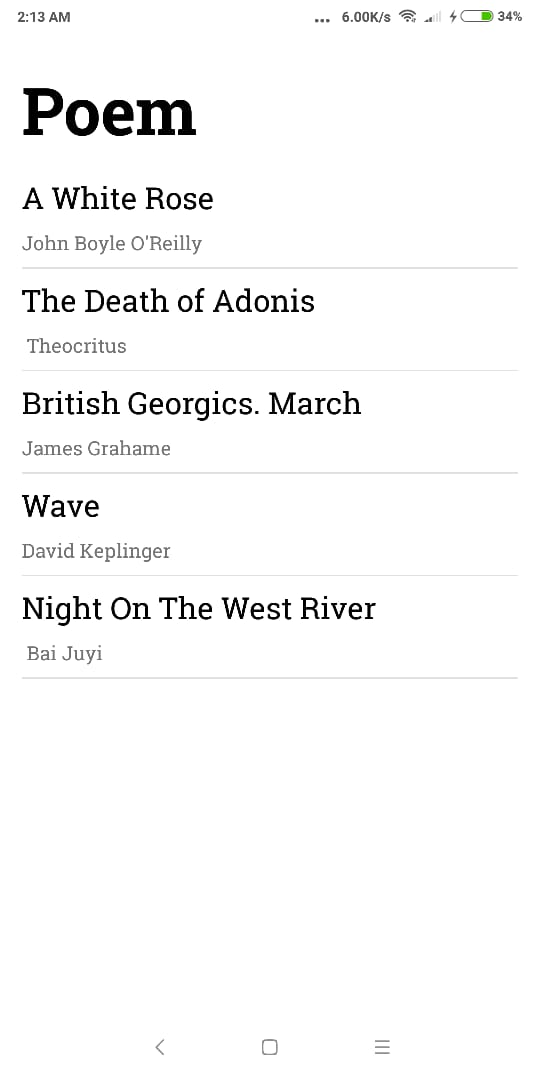 2:13 AM
... 6.00K/s 34%
Poem
A White Rose
John Boyle O'Reilly
The Death of Adonis
Theocritus
British Georgics. March
James Grahame
Wave
David Keplinger
Night On The West River
Bai Juyi